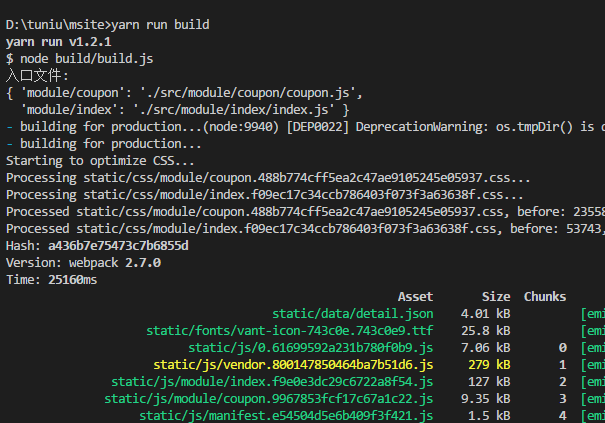 D:\tuniu\msite>yarn run build
yarn run v1.2.1
$ node build/build.js
入口文件:
{ 'module/coupon': './src/module/coupon/coupon.js',
'module/index': './src/module/index/index.js' }
- building for production...(node:9940) [DEP0022] DeprecationWarning: os.tmpDir() is d
- building for production...
Starting to optimize CSS...
Processing static/css/module/coupon.488b774cff5ea2c47ae9105245e05937.css...
Processing static/css/module/index.f09ec17c34ccb786403f073f3a63638f.css...
Processed static/css/module/coupon.488b774cff5ea2c47ae9105245e05937.css, before: 23558
Processed static/css/module/index.f09ec17c34ccb786403f073f3a63638f.css, before: 53743,
Hash: a436b7e75473c7b6855d
Version: webpack 2.7.0
Time: 25160ms
Asset Size Chunks
static/data/detail.json 4.01 kB [emi
static/fonts/vant-icon-743c0e.743c0e9.ttf 25.8 kB [emi
static/js/0.61699592a231b780f0b9.js 7.06 kB 0 [emi
static/js/vendor.800147850464ba7b51d6.js 279 kB 1 [emi
static/js/module/index.f9e0e3dc29c6722a8f54.js 127 kB 2 [emi
static/js/module/coupon.9967853fcf17c67a1c22.js 9.35 kB 3 [emi
static/js/manifest.e54504d5e6b409f3f421.js 1.5 kB 4 [emi